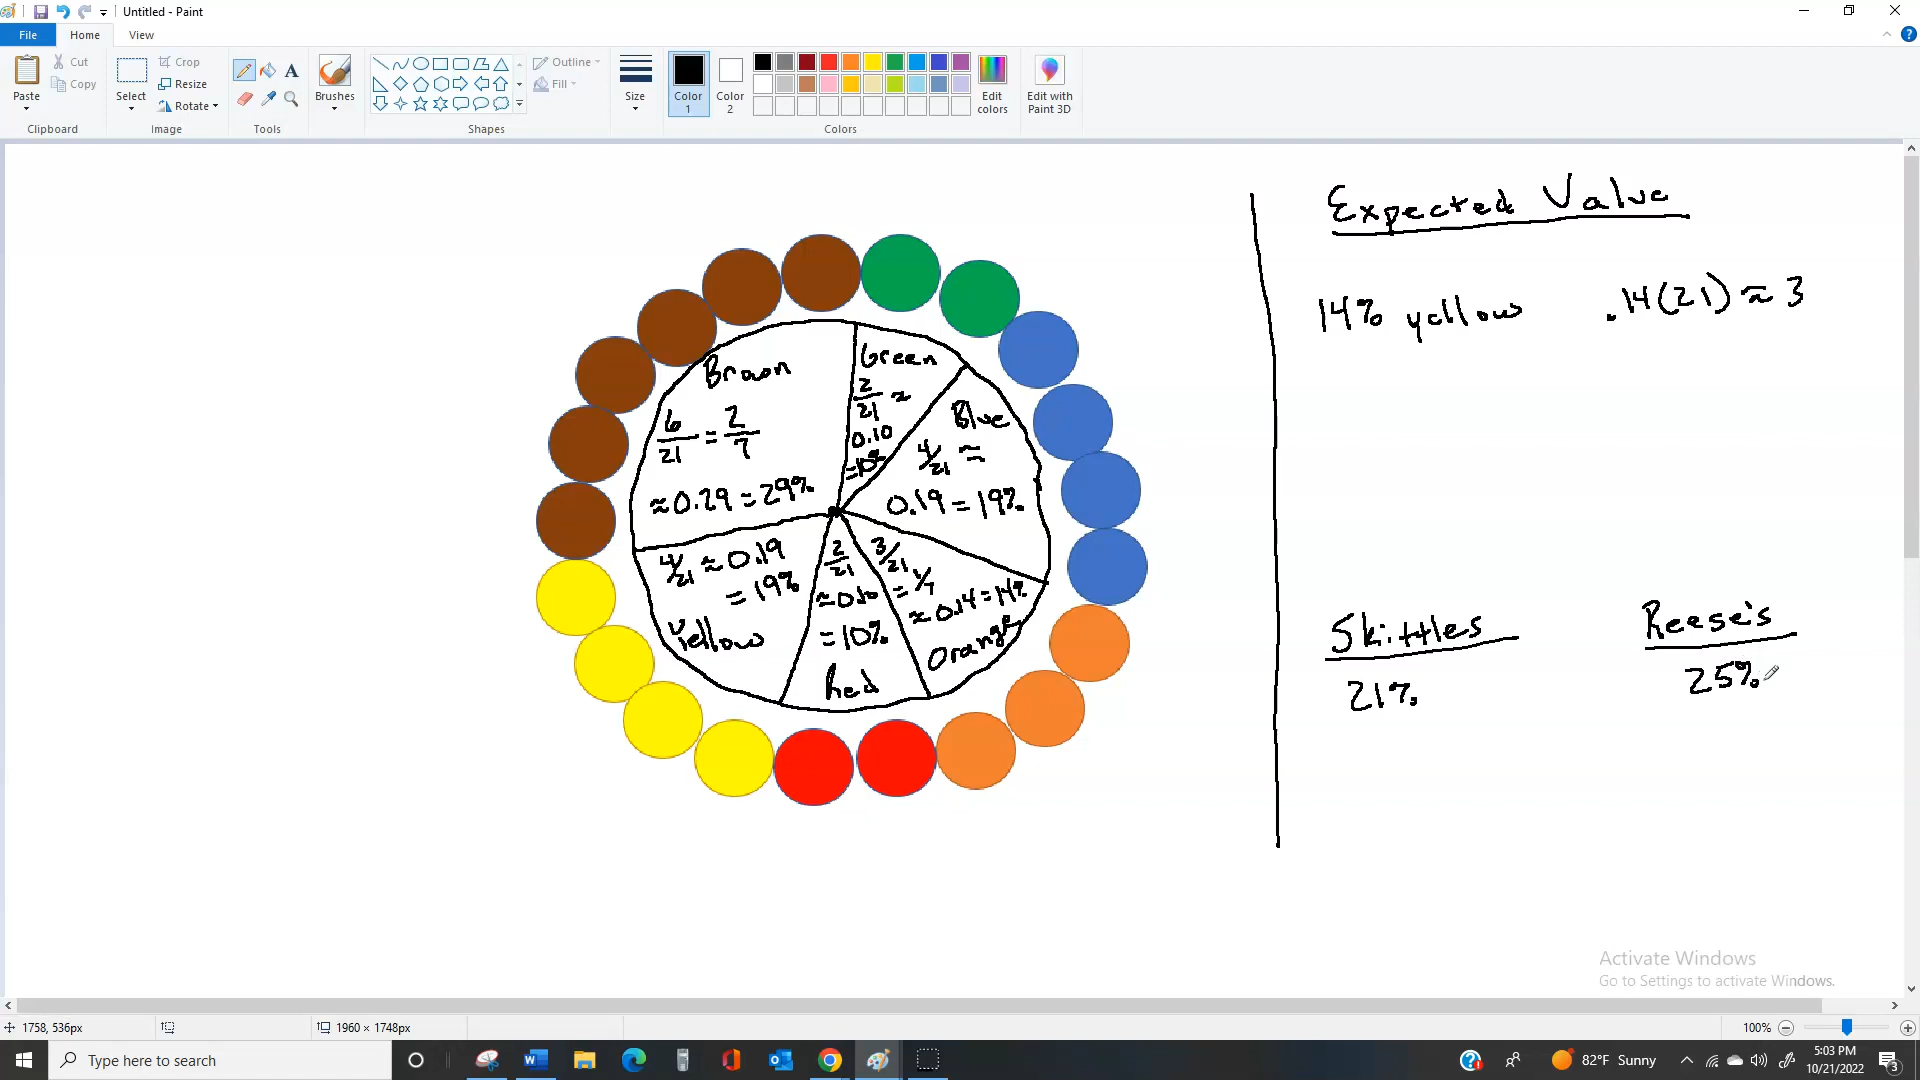 Untitled - Paint
File
Home
View
Paste
Cut
Copy
Clipboard
Select
Crop
Resize
Rotate
Image
A
Tools
Brushes
Outline
Fill
Shapes
Size
Color 1
Color 2
Edit colors
Colors
Edit with Paint 3D
Expected Value
14% yellow .14(21) ≈ 3
Brown
6/21 = 2/7
≈0.29 = 29%
Green
2/21 ≈
0.10
=10%
Blue
4/21 ≈
0.19 = 19%
4/21 ≈ 0.19
= 19%
Yellow
2/21
≈0.10
=10%
Red
3/21
= 1/7
≈ 0.14 = 14%
Orange
Skittles
21%
Reese's
25%
Activate Windows
Go to Settings to activate Windows.
1758, 536px
1960 × 1748px
100%
Type here to search
82°F Sunny
5:03 PM
10/21/2022
3